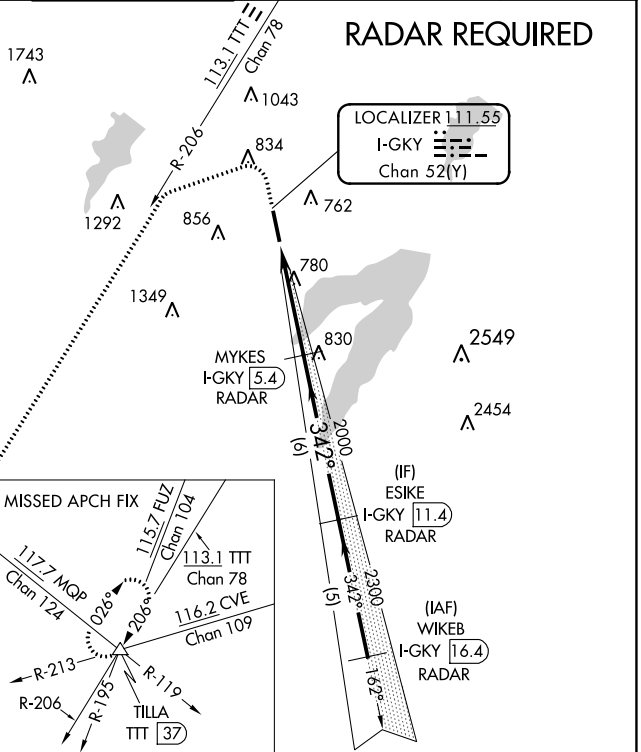 RADAR REQUIRED
1743
113.1 TTT
Chan 78
1043
R-206
834
LOCALIZER 111.55
I-GKY
Chan 52(Y)
1292
856
762
1349
780
830
2549
MYKES
I-GKY 5.4
RADAR
2454
342°
2000
(6)
(IF)
ESIKE
I-GKY 11.4
RADAR
342°
2300
(5)
(IAF)
WIKEB
I-GKY 16.4
RADAR
162°
MISSED APCH FIX
115.7 FUZ
Chan 104
113.1 TTT
Chan 78
117.7 MQP
Chan 124
026°
206°
116.2 CVE
Chan 109
R-213
R-206
R-195
R-119
TILLA
TTT 37